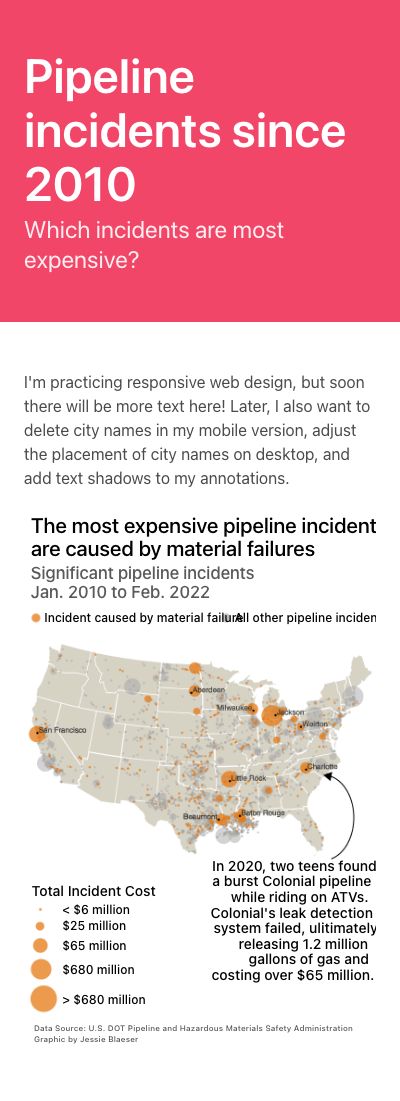 Pipeline
incidents since
2010
Which incidents are most
expensive?
I'm practicing responsive web design, but soon
there will be more text here! Later, I also want to
delete city names in my mobile version, adjust
the placement of city names on desktop, and
add text shadows to my annotations.
The most expensive pipeline incident
are caused by material failures
Significant pipeline incidents
Jan. 2010 to Feb. 2022
Incident caused by material failure All other pipeline inciden
Aberdeen
Milwaukee
Jackson
Weirton
San Francisco
Charlotte
Little Rock
Beaumont
Baton Rouge
In 2020, two teens found
a burst Colonial pipeline
while riding on ATVs.
Colonial's leak detection
system failed, ulitimately
releasing 1.2 million
gallons of gas and
costing over $65 million.
Total Incident Cost
< $6 million
$25 million
$65 million
$680 million
> $680 million
Data Source: U.S. DOT Pipeline and Hazardous Materials Safety Administration
Graphic by Jessie Blaeser